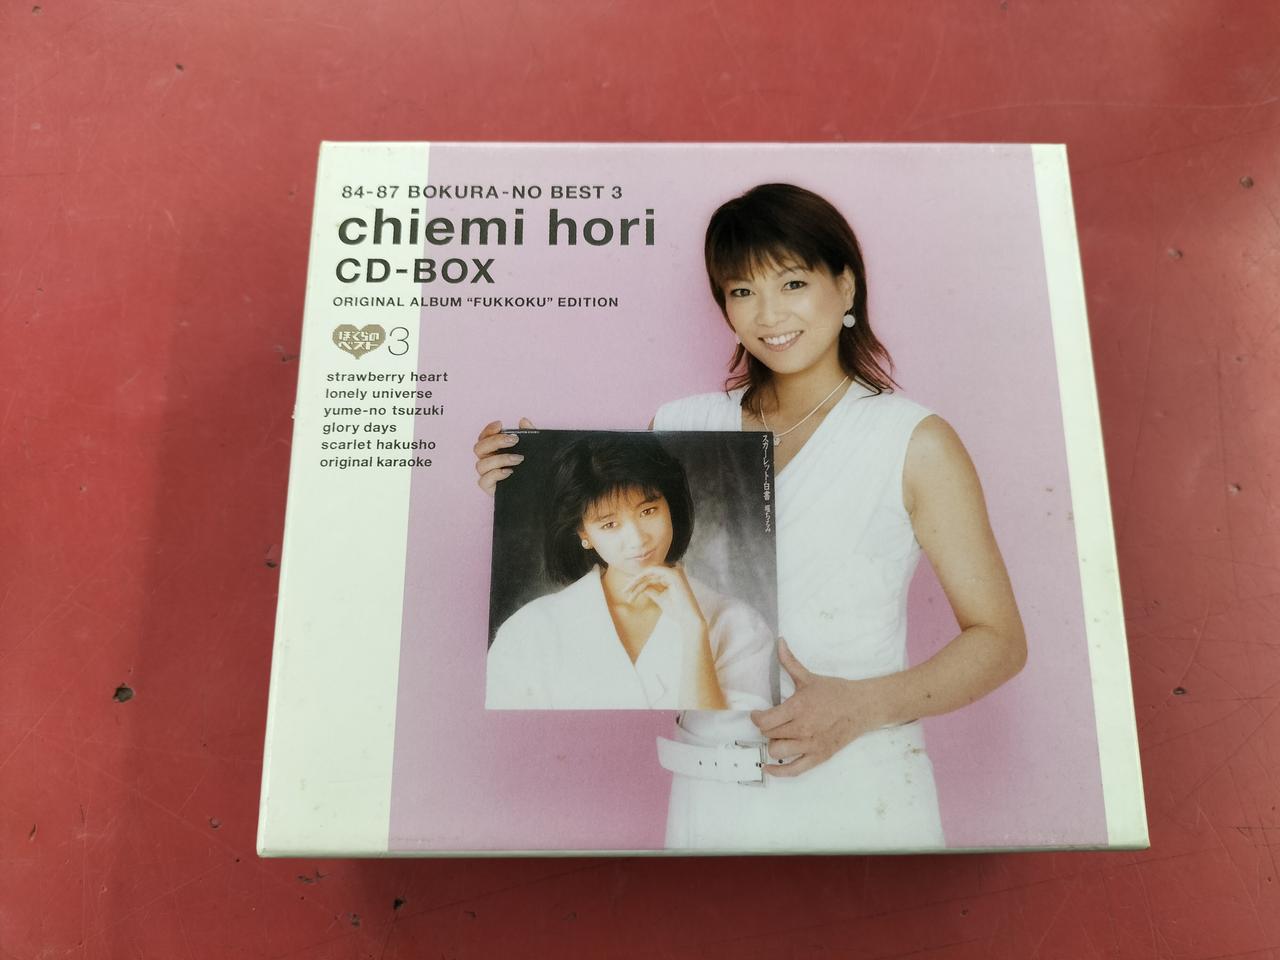 84-87 BOKURA-NO BEST 3
chiemi hori
CD-BOX
ORIGINAL ALBUM “FUKKOKU” EDITION
ぼくらの
ベスト
3
strawberry heart
lonely universe
yume-no tsuzuki
glory days
scarlet hakusho
original karaoke
スカーレット白書 堀ちえみ